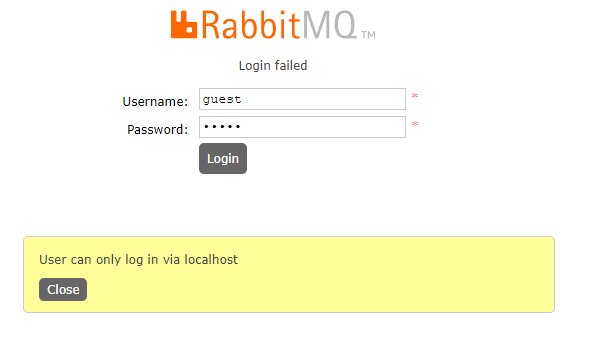 RabbitMQ™
Login failed
Username: guest *
Password: ••••• *
Login
User can only log in via localhost
Close